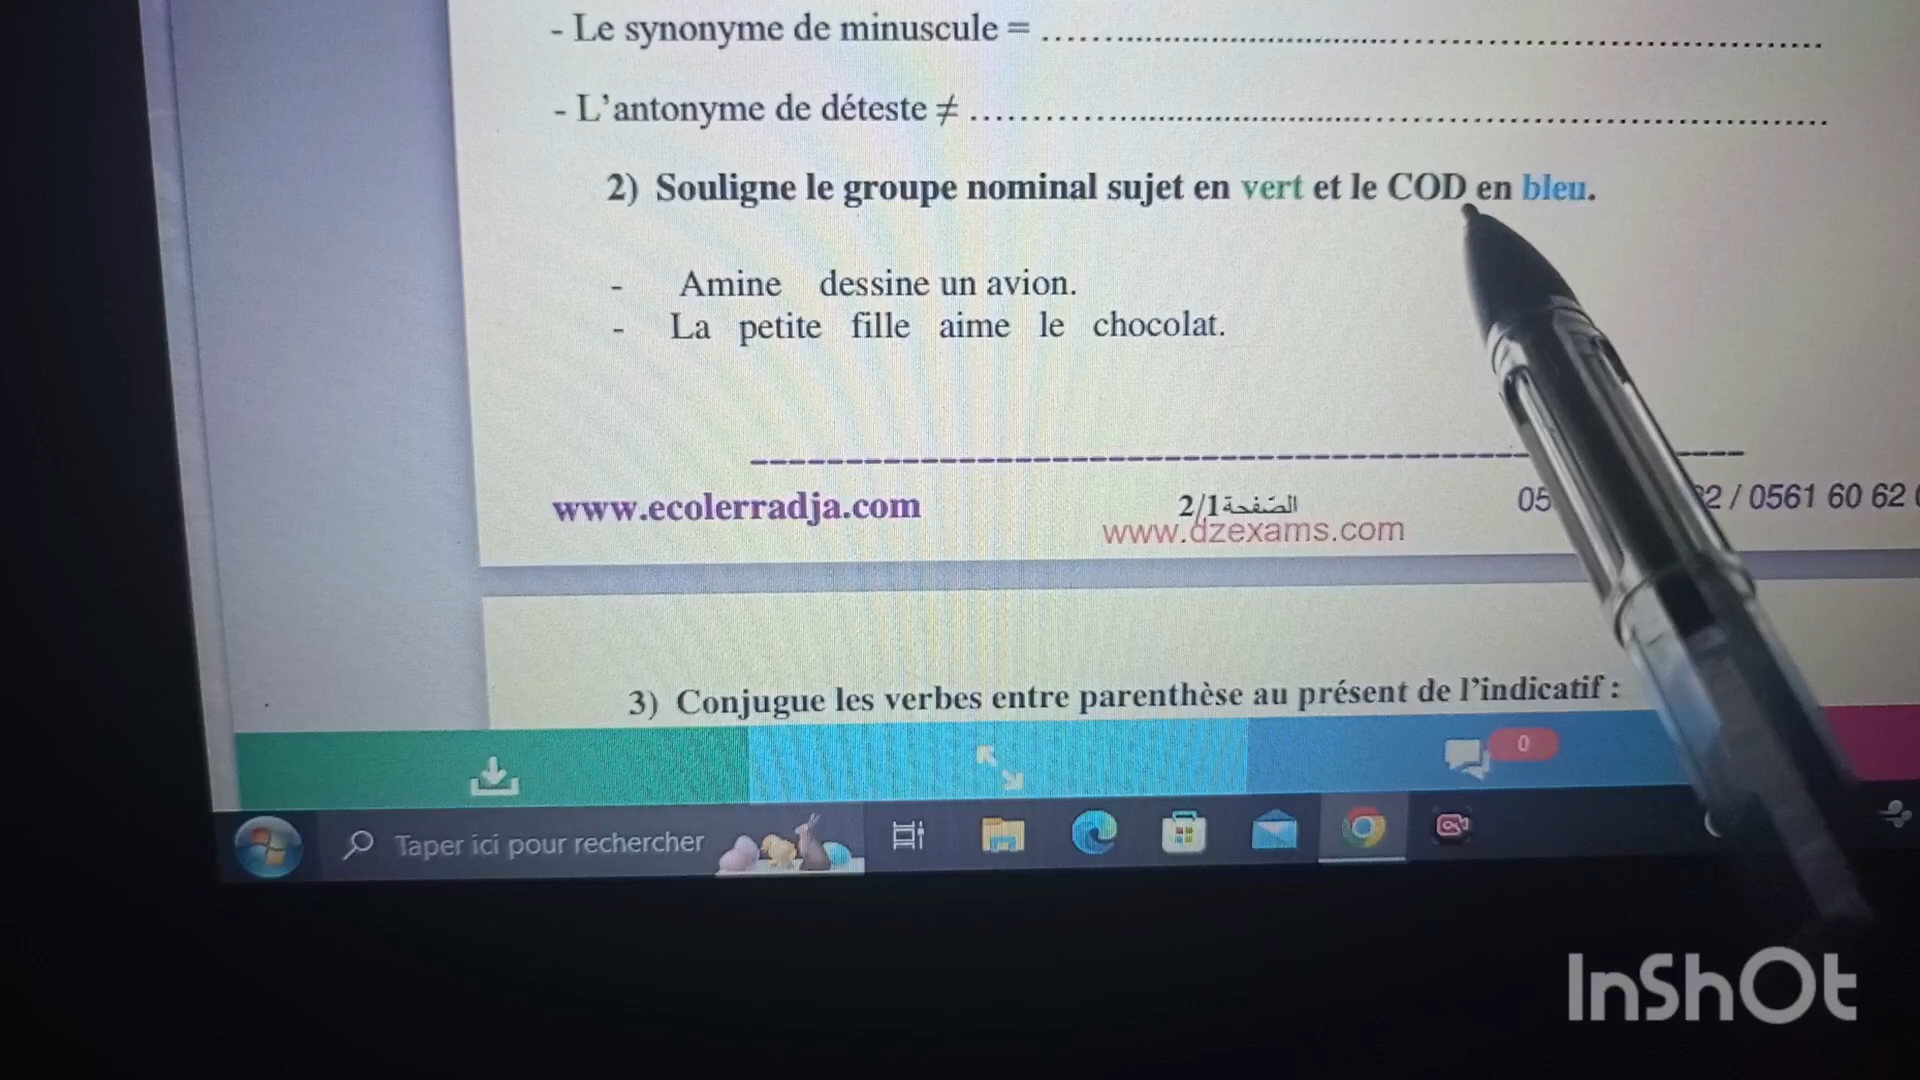 - Le synonyme de minuscule = ........................................................................
- L'antonyme de déteste ≠ ........................................................................
2) Souligne le groupe nominal sujet en vert et le COD en bleu.
- Amine dessine un avion.
- La petite fille aime le chocolat.
www.ecolerradja.com
الصفحة 2/1
05
2 / 0561 60 62
www.dzexams.com
3) Conjugue les verbes entre parenthèse au présent de l'indicatif :
0
Taper ici pour rechercher
InShOt